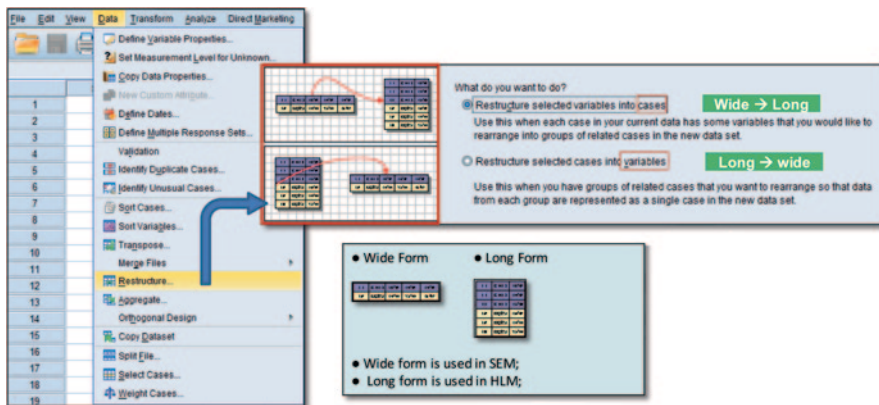 File Edit View Data Transform Analyze Direct Marketing
Define Variable Properties...
Set Measurement Level for Unknown...
Copy Data Properties...
New Custom Attribute...
Define Dates...
Define Multiple Response Sets...
Validation
Identify Duplicate Cases...
Identify Unusual Cases...
Sort Cases...
Sort Variables...
Transpose...
Merge Files
Restructure...
Aggregate...
Orthogonal Design
Copy Dataset
Split File...
Select Cases...
Weight Cases...
1
2
3
4
5
6
7
8
9
10
11
12
13
14
15
16
17
18
19
What do you want to do?
Restructure selected variables into cases
Wide → Long
Use this when each case in your current data has some variables that you would like to
rearrange into groups of related cases in the new data set.
Restructure selected cases into variables
Long → wide
Use this when you have groups of related cases that you want to rearrange so that data
from each group are represented as a single case in the new data set.
● Wide Form ● Long Form
● Wide form is used in SEM;
● Long form is used in HLM;